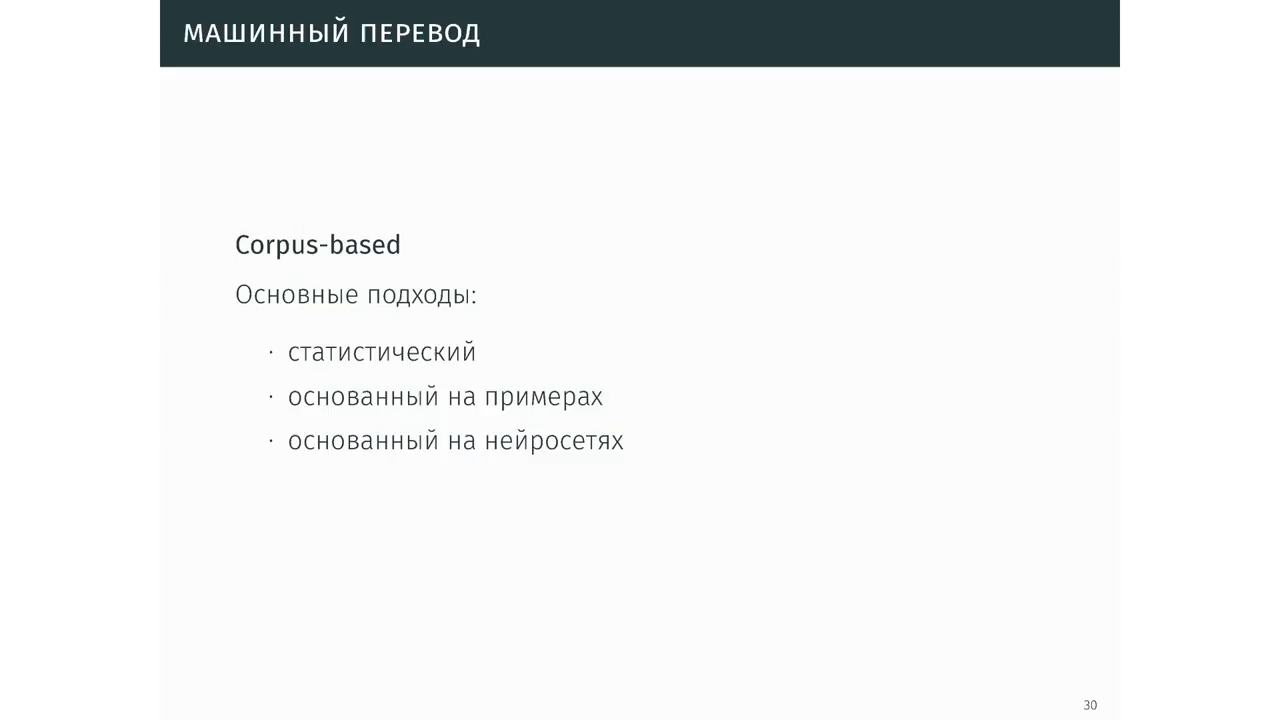 МАШИННЫЙ ПЕРЕВОД
Corpus-based
Основные подходы:
· статистический
· основанный на примерах
· основанный на нейросетях
30